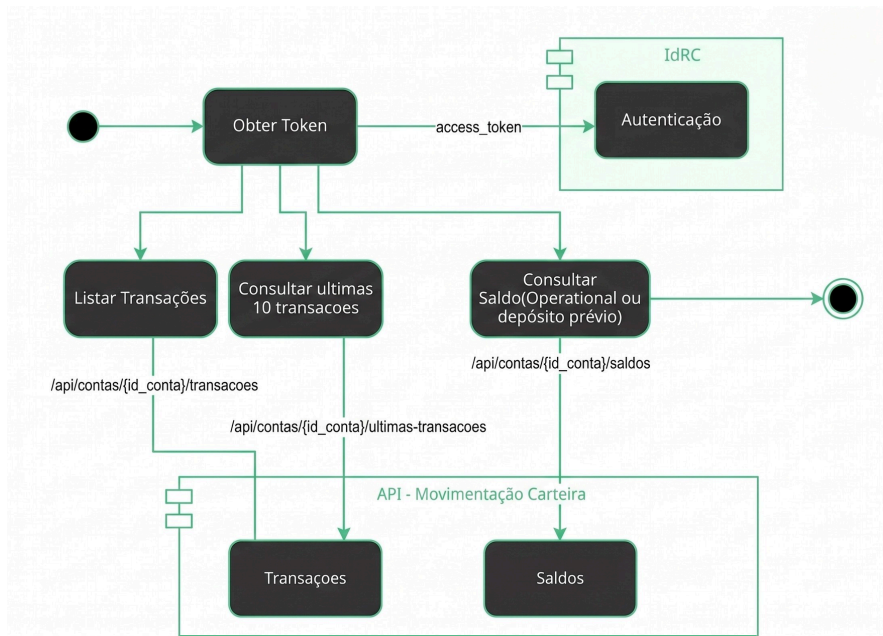 IdRC
Obter Token
access_token
Autenticação
Listar Transações
Consultar ultimas
10 transacoes
Consultar
Saldo(Operational ou
depósito prévio)
/api/contas/{id_conta}/saldos
/api/contas/{id_conta}/transacoes
/api/contas/{id_conta}/ultimas-transacoes
API - Movimentação Carteira
Transaçoes
Saldos